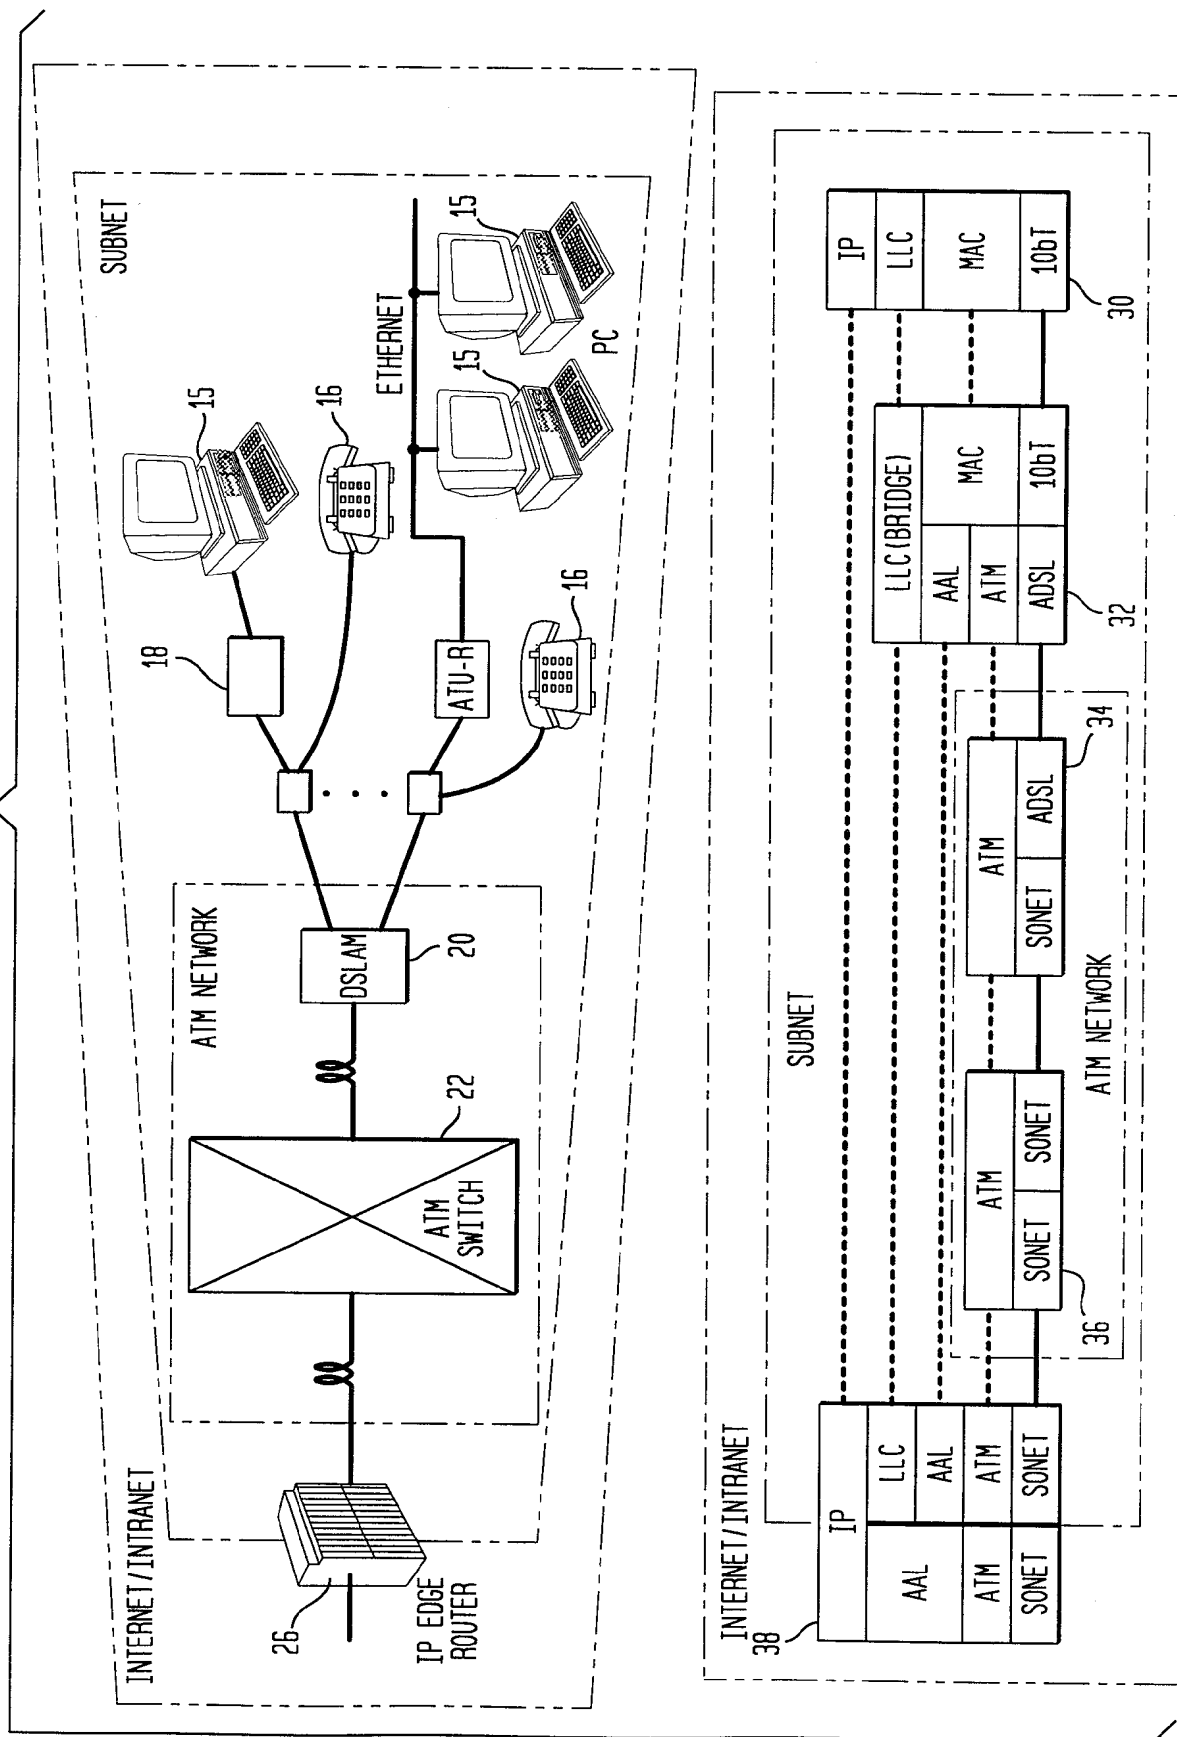 INTERNET/INTRANET
SUBNET
ATM NETWORK
26
IP EDGE
ROUTER
ATM
SWITCH
22
DSLAM
20
18
15
16
ATU-R
16
ETHERNET
15
15
PC
INTERNET/INTRANET
SUBNET
38
IP
AAL
ATM
SONET
LLC
AAL
ATM
SONET
ATM
SONET
SONET
36
ATM NETWORK
ATM
SONET
ADSL
34
LLC(BRIDGE)
AAL
ATM
ADSL
MAC
10bT
32
IP
LLC
MAC
10bT
30